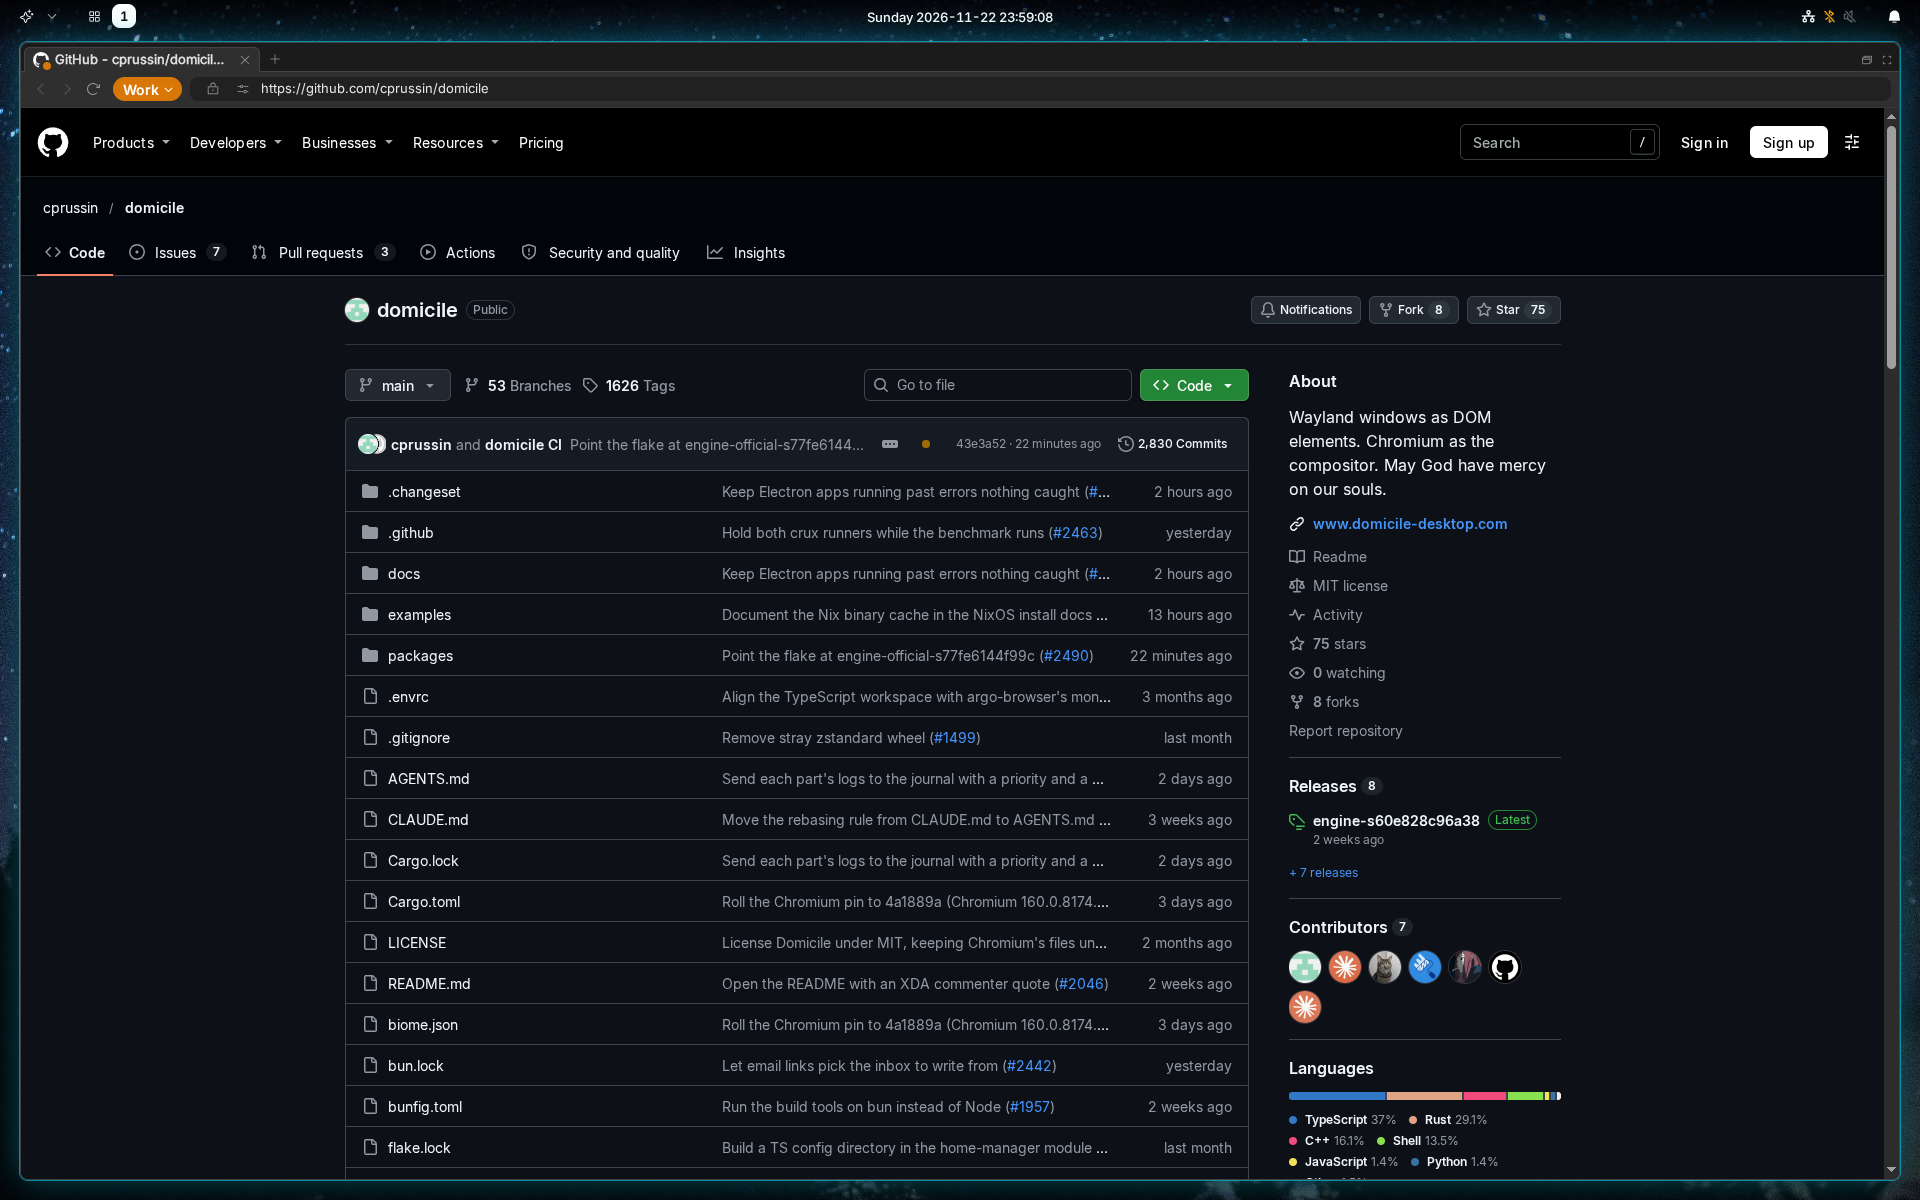 1
Sunday 2026-11-22 23:59:08
GitHub - cprussin/domicil...
Work
https://github.com/cprussin/domicile
Products
Developers
Businesses
Resources
Pricing
Search
/
Sign in
Sign up
cprussin / domicile
Code
Issues 7
Pull requests 3
Actions
Security and quality
Insights
domicile Public
Notifications
Fork 8
Star 75
main
53 Branches
1626 Tags
Go to file
Code
cprussin and domicile CI Point the flake at engine-official-s77fe6144... 43e3a52 · 22 minutes ago 2,830 Commits
.changeset Keep Electron apps running past errors nothing caught (#... 2 hours ago
.github Hold both crux runners while the benchmark runs (#2463) yesterday
docs Keep Electron apps running past errors nothing caught (#... 2 hours ago
examples Document the Nix binary cache in the NixOS install docs ... 13 hours ago
packages Point the flake at engine-official-s77fe6144f99c (#2490) 22 minutes ago
.envrc Align the TypeScript workspace with argo-browser's mon... 3 months ago
.gitignore Remove stray zstandard wheel (#1499) last month
AGENTS.md Send each part's logs to the journal with a priority and a ... 2 days ago
CLAUDE.md Move the rebasing rule from CLAUDE.md to AGENTS.md ... 3 weeks ago
Cargo.lock Send each part's logs to the journal with a priority and a ... 2 days ago
Cargo.toml Roll the Chromium pin to 4a1889a (Chromium 160.0.8174.... 3 days ago
LICENSE License Domicile under MIT, keeping Chromium's files un... 2 months ago
README.md Open the README with an XDA commenter quote (#2046) 2 weeks ago
biome.json Roll the Chromium pin to 4a1889a (Chromium 160.0.8174.... 3 days ago
bun.lock Let email links pick the inbox to write from (#2442) yesterday
bunfig.toml Run the build tools on bun instead of Node (#1957) 2 weeks ago
flake.lock Build a TS config directory in the home-manager module ... last month
About
Wayland windows as DOM
elements. Chromium as the
compositor. May God have mercy
on our souls.
www.domicile-desktop.com
Readme
MIT license
Activity
75 stars
0 watching
8 forks
Report repository
Releases 8
engine-s60e828c96a38 Latest
2 weeks ago
+ 7 releases
Contributors 7
Languages
TypeScript 37% Rust 29.1%
C++ 16.1% Shell 13.5%
JavaScript 1.4% Python 1.4%